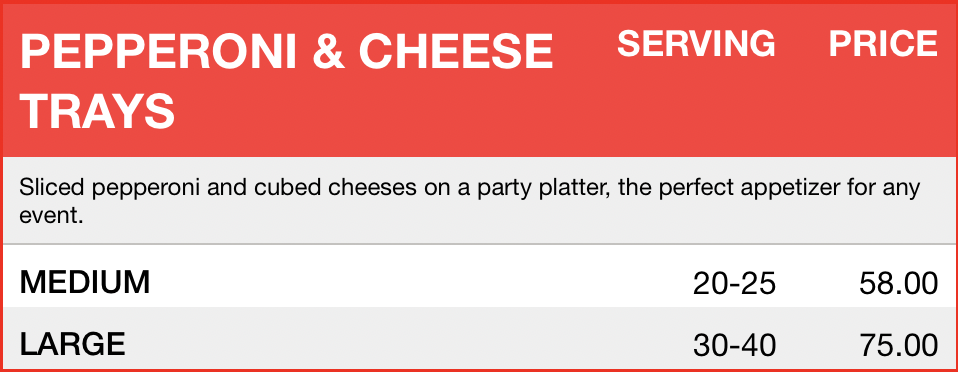 PEPPERONI & CHEESE TRAYS SERVING PRICE
Sliced pepperoni and cubed cheeses on a party platter, the perfect appetizer for any
event.
MEDIUM 20-25 58.00
LARGE 30-40 75.00